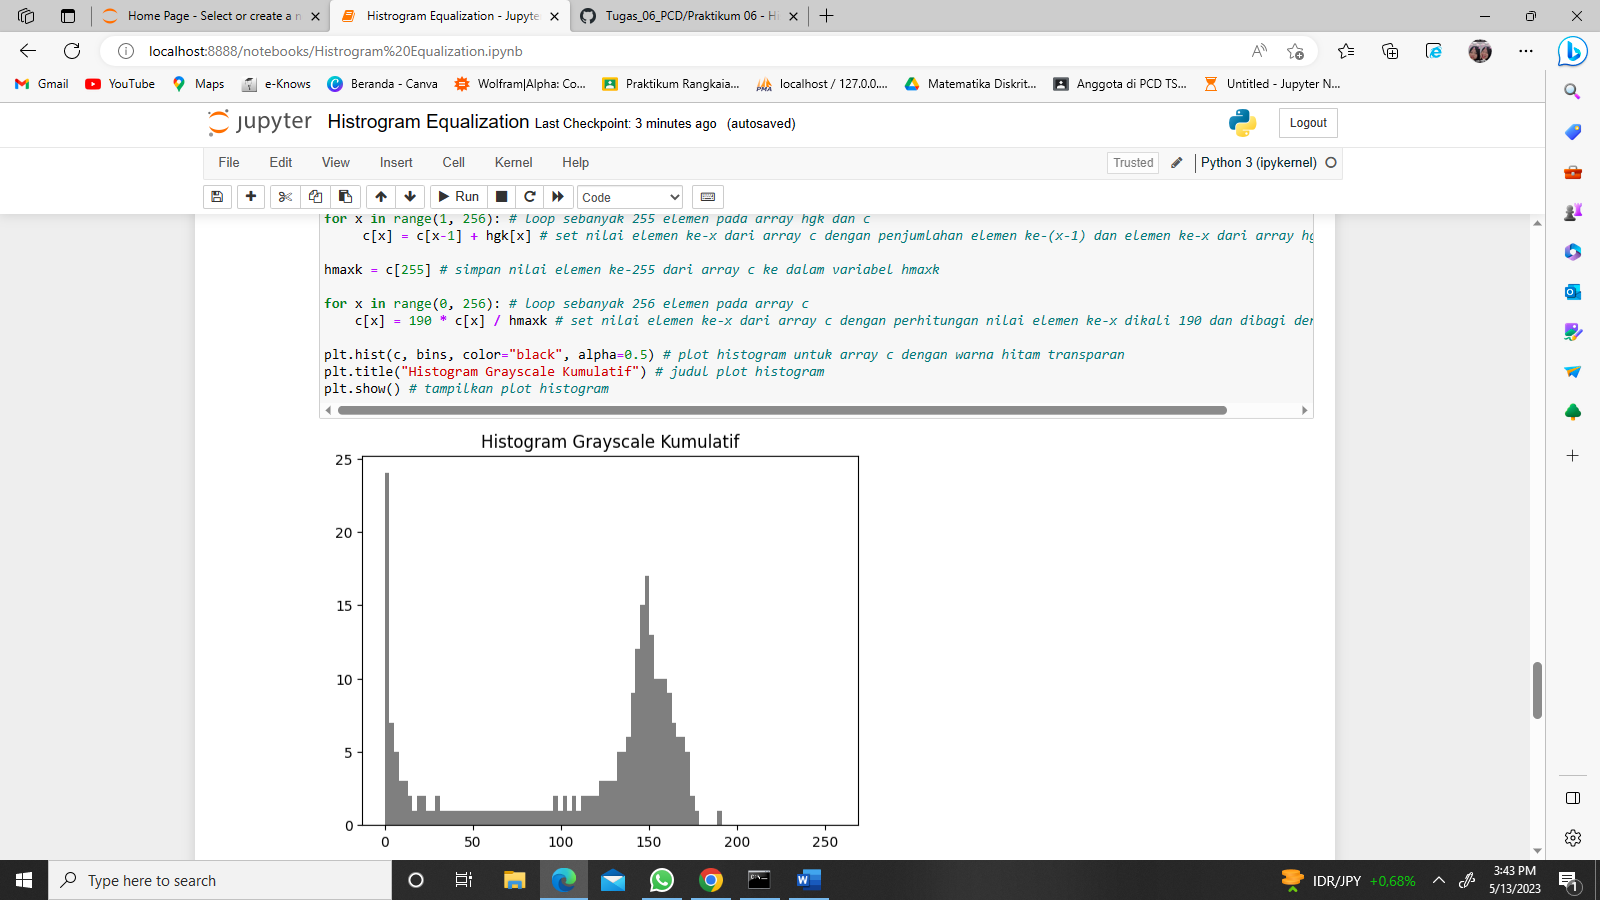 Home Page - Select or create a n
Histrogram Equalization - Jupyte
Tugas_06_PCD/Praktikum 06 - Hi
localhost:8888/notebooks/Histrogram%20Equalization.ipynb
Gmail
YouTube
Maps
e-Knows
Beranda - Canva
Wolfram|Alpha: Co...
Praktikum Rangkaia...
localhost / 127.0.0....
Matematika Diskrit...
Anggota di PCD TS...
Untitled - Jupyter N...
jupyter Histrogram Equalization Last Checkpoint: 3 minutes ago (autosaved)
Logout
File Edit View Insert Cell Kernel Help
Trusted
Python 3 (ipykernel)
Run
Code
for x in range(1, 256): # loop sebanyak 255 elemen pada array hgk dan c
c[x] = c[x-1] + hgk[x] # set nilai elemen ke-x dari array c dengan penjumlahan elemen ke-(x-1) dan elemen ke-x dari array hg
hmaxk = c[255] # simpan nilai elemen ke-255 dari array c ke dalam variabel hmaxk
for x in range(0, 256): # loop sebanyak 256 elemen pada array c
c[x] = 190 * c[x] / hmaxk # set nilai elemen ke-x dari array c dengan perhitungan nilai elemen ke-x dikali 190 dan dibagi der
plt.hist(c, bins, color="black", alpha=0.5) # plot histogram untuk array c dengan warna hitam transparan
plt.title("Histogram Grayscale Kumulatif") # judul plot histogram
plt.show() # tampilkan plot histogram
Histogram Grayscale Kumulatif
25
20
15
10
5
0
0 50 100 150 200 250
Type here to search
IDR/JPY +0,68%
3:43 PM
5/13/2023
1